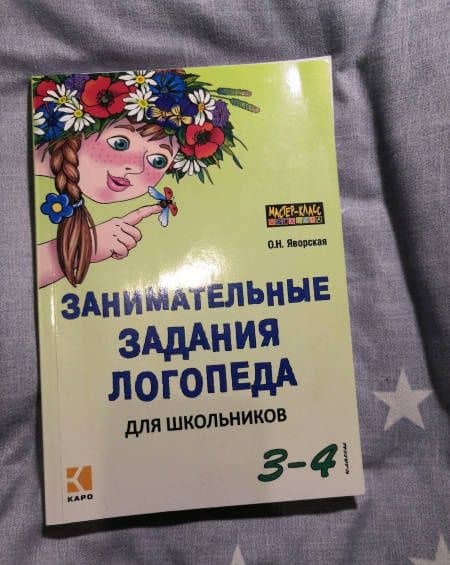 МАСТЕР-КЛАСС
О.Н. Яворская
ЗАНИМАТЕЛЬНЫЕ
ЗАДАНИЯ
ЛОГОПЕДА
ДЛЯ ШКОЛЬНИКОВ
3–4
классы
КАРО